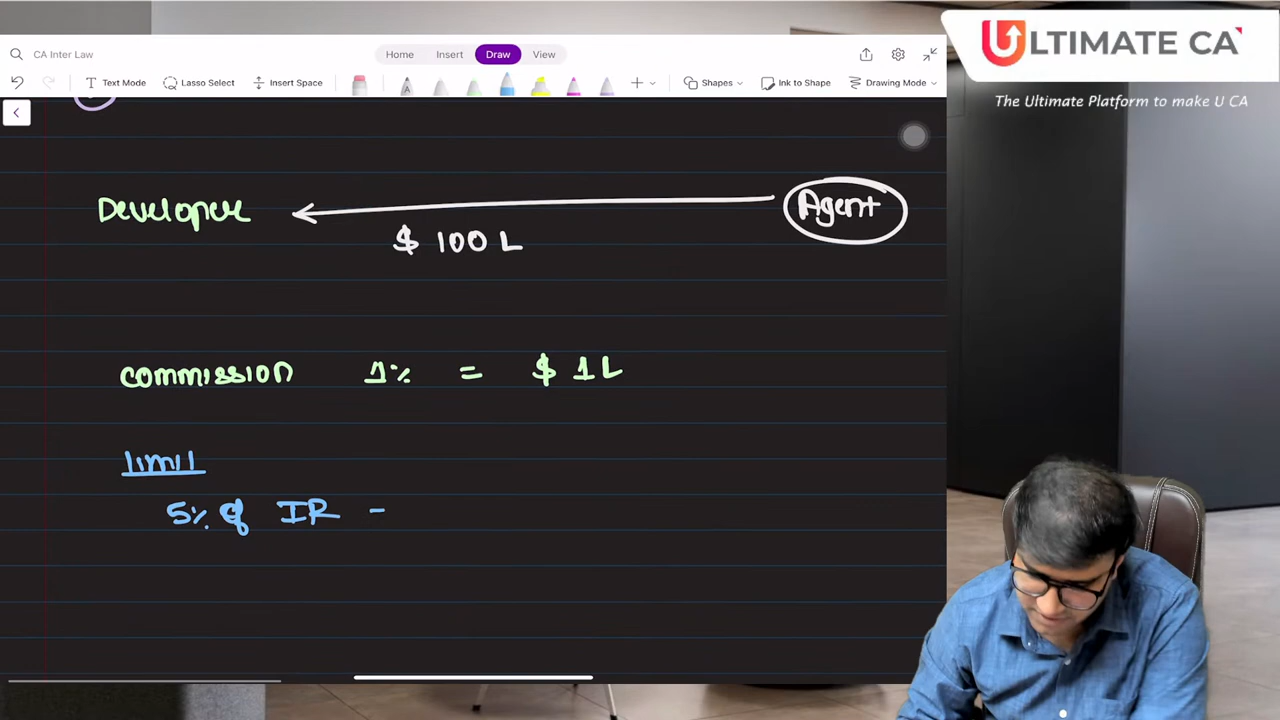 ULTIMATE CA
The Ultimate Platform to make U CA
CA Inter Law
Home Insert Draw View
Text Mode Lasso Select Insert Space Shapes Ink to Shape Drawing Mode
Developer Agent
$ 100 L
Commission 1% = $ 1 L
limit
5% of IR -